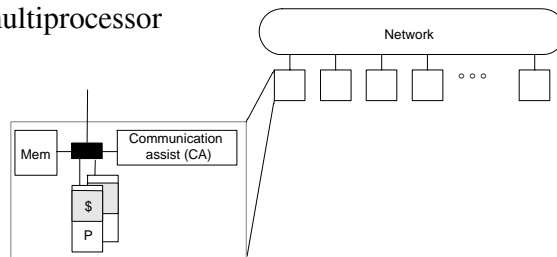 ultiprocessor
Network
° ° °
Communication
assist (CA)
Mem
$
P